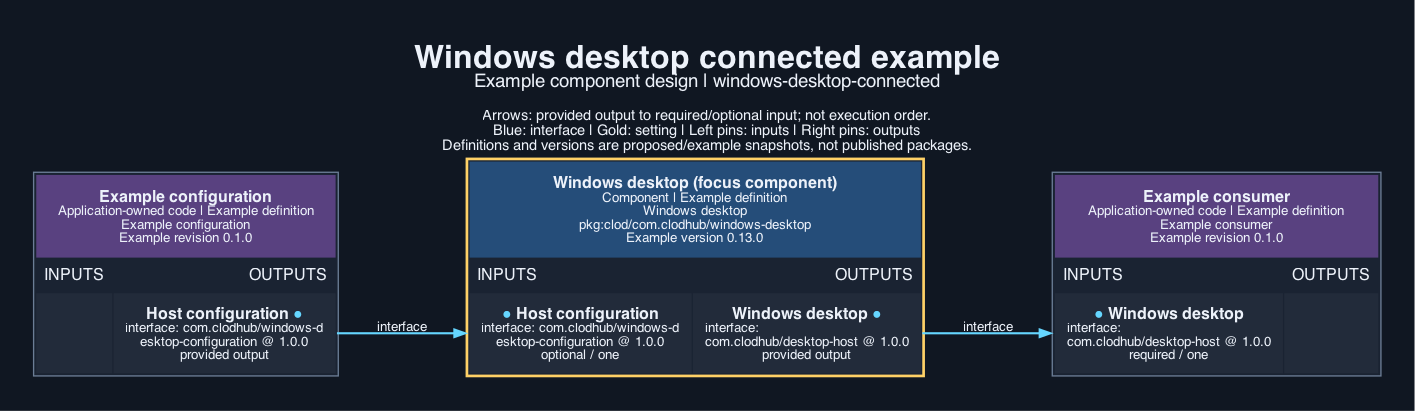 Windows desktop connected example
Example component design | windows-desktop-connected
Arrows: provided output to required/optional input; not execution order.
Blue: interface | Gold: setting | Left pins: inputs | Right pins: outputs
Definitions and versions are proposed/example snapshots, not published packages.
Example configuration
Application-owned code | Example definition
Example configuration
Example revision 0.1.0
INPUTS
OUTPUTS
Host configuration
interface: com.clodhub/windows-d
esktop-configuration @ 1.0.0
provided output
interface
Windows desktop (focus component)
Component | Example definition
Windows desktop
pkg:clod/com.clodhub/windows-desktop
Example version 0.13.0
INPUTS
OUTPUTS
Host configuration
interface: com.clodhub/windows-d
esktop-configuration @ 1.0.0
optional / one
Windows desktop
interface:
com.clodhub/desktop-host @ 1.0.0
provided output
interface
Example consumer
Application-owned code | Example definition
Example consumer
Example revision 0.1.0
INPUTS
OUTPUTS
Windows desktop
interface:
com.clodhub/desktop-host @ 1.0.0
required / one